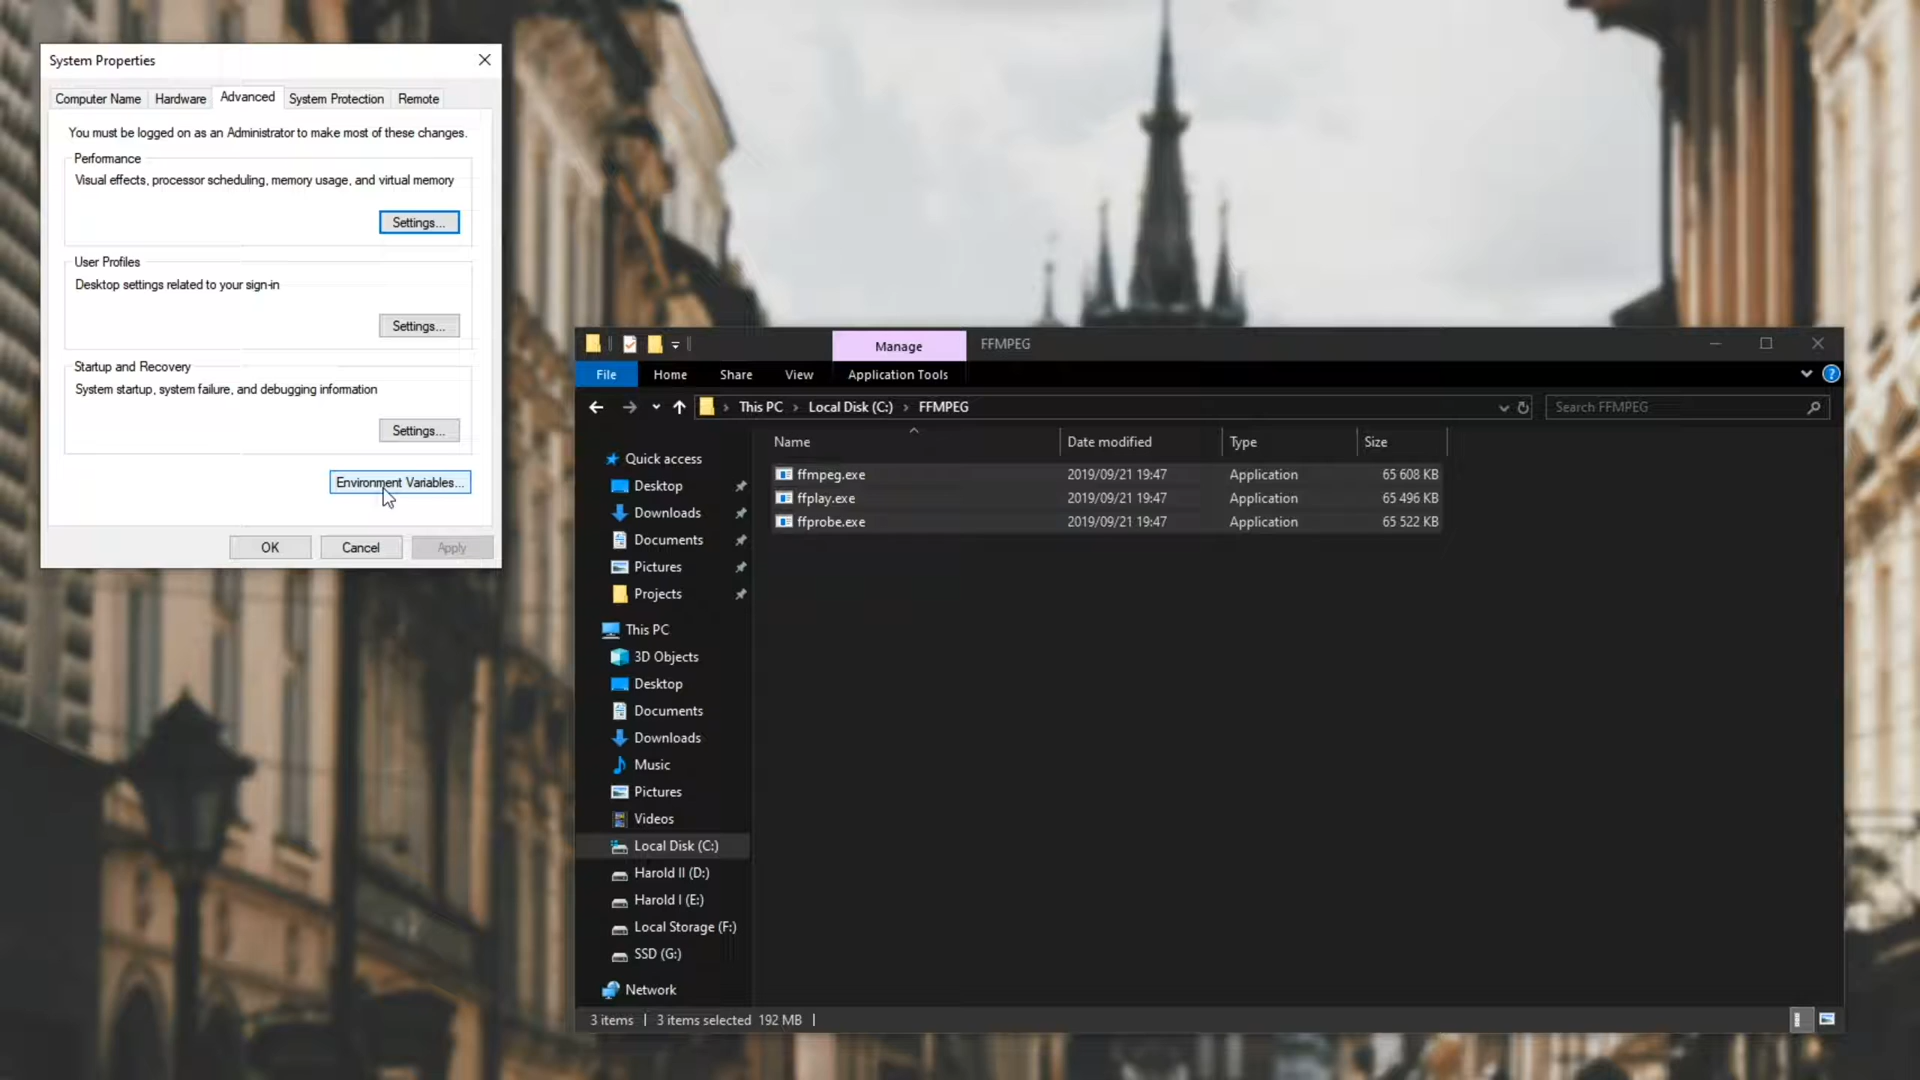 System Properties
Computer Name Hardware Advanced System Protection Remote
You must be logged on as an Administrator to make most of these changes.
Performance
Visual effects, processor scheduling, memory usage, and virtual memory
Settings...
User Profiles
Desktop settings related to your sign-in
Settings...
Startup and Recovery
System startup, system failure, and debugging information
Settings...
Environment Variables...
OK Cancel Apply
Manage FFMPEG
File Home Share View Application Tools
This PC Local Disk (C:) FFMPEG Search FFMPEG
Name Date modified Type Size
ffmpeg.exe 2019/09/21 19:47 Application 65 608 KB
ffplay.exe 2019/09/21 19:47 Application 65 496 KB
ffprobe.exe 2019/09/21 19:47 Application 65 522 KB
Quick access
Desktop
Downloads
Documents
Pictures
Projects
This PC
3D Objects
Desktop
Documents
Downloads
Music
Pictures
Videos
Local Disk (C:)
Harold II (D:)
Harold I (E:)
Local Storage (F:)
SSD (G:)
Network
3 items 3 items selected 192 MB